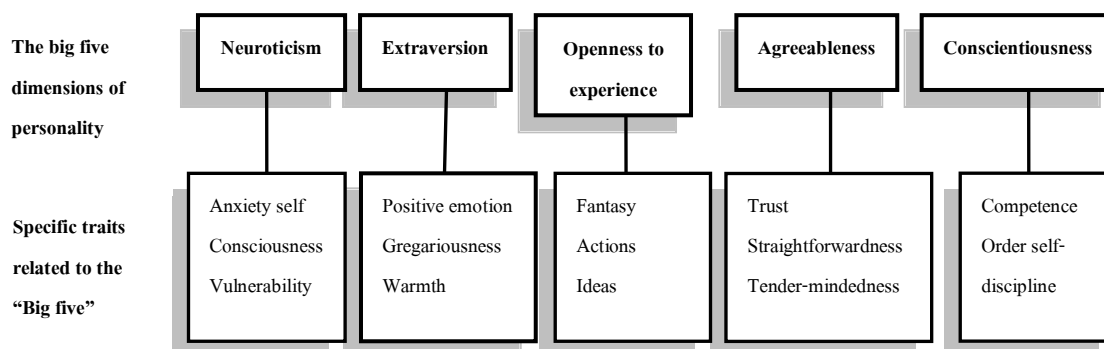 The big five
dimensions of
personality
Neuroticism
Extraversion
Openness to
experience
Agreeableness
Conscientiousness
Specific traits
related to the
“Big five”
Anxiety self
Consciousness
Vulnerability
Positive emotion
Gregariousness
Warmth
Fantasy
Actions
Ideas
Trust
Straightforwardness
Tender-mindedness
Competence
Order self-
discipline